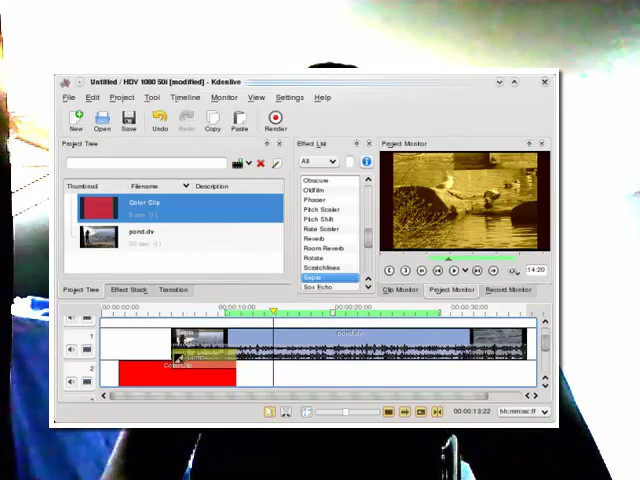 Untitled / HDV 1080 50i [modified] - Kdenlive
File Edit Project Tool Timeline Monitor View Settings Help
New Open Save Undo Redo Copy Paste Render
Project Tree
Effect List
Project Monitor
All
Thumbnail Filename Description
Color Clip
pond.dv
Obscure
Oldfilm
Phaser
Pitch Scaler
Pitch Shift
Rate Scaler
Reverb
Room Reverb
Rotate
Scratchlines
Sepia
Sox Echo
14:20
Project Tree Effect Stack Transition
Clip Monitor Project Monitor Record Monitor
00:00:00:00 00:00:10:00 00:00:20:00 00:00:30:00
1
pond.dv
2
Color Clip
00:00:13:22 hh:mm:ss:ff